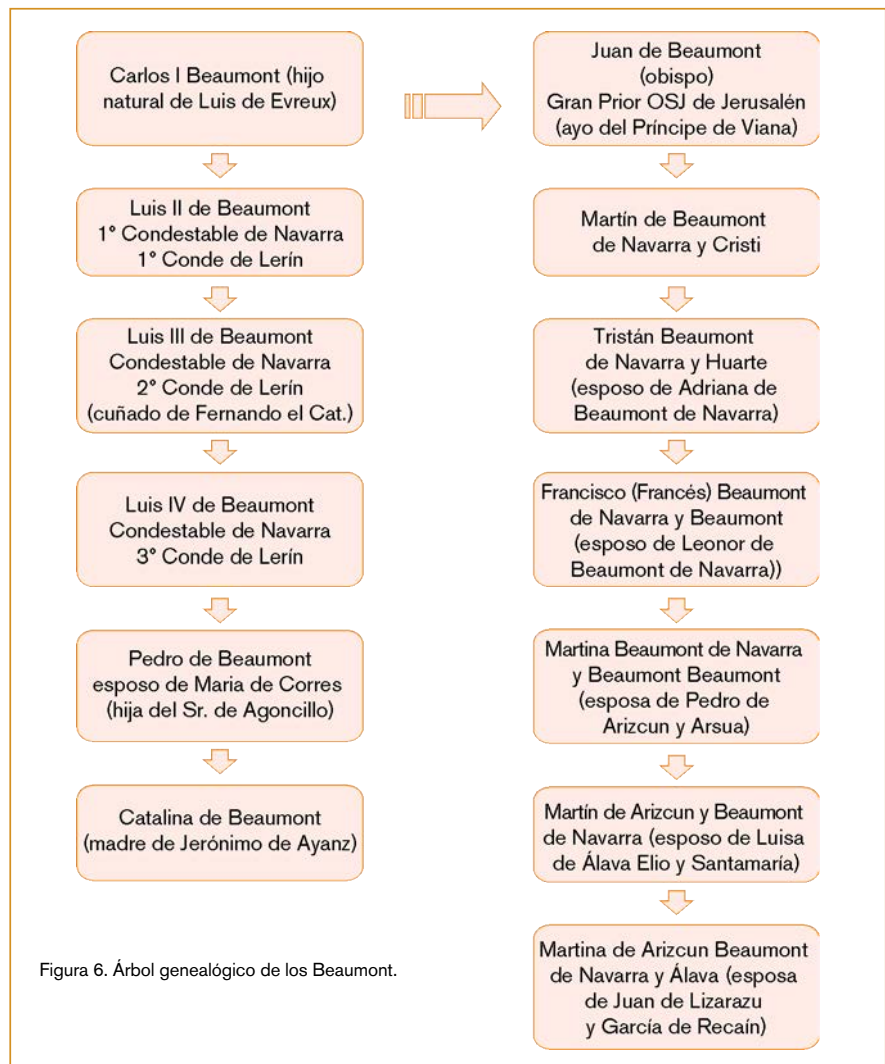 Carlos I Beaumont (hijo
natural de Luis de Evreux)
Luis II de Beaumont
1° Condestable de Navarra
1° Conde de Lerín
Luis III de Beaumont
Condestable de Navarra
2° Conde de Lerín
(cuñado de Fernando el Cat.)
Luis IV de Beaumont
Condestable de Navarra
3° Conde de Lerín
Pedro de Beaumont
esposo de Maria de Corres
(hija del Sr. de Agoncillo)
Catalina de Beaumont
(madre de Jerónimo de Ayanz)
Juan de Beaumont
(obispo)
Gran Prior OSJ de Jerusalén
(ayo del Príncipe de Viana)
Martín de Beaumont
de Navarra y Cristi
Tristán Beaumont
de Navarra y Huarte
(esposo de Adriana de
Beaumont de Navarra)
Francisco (Francés) Beaumont
de Navarra y Beaumont
(esposo de Leonor de
Beaumont de Navarra))
Martina Beaumont de Navarra
y Beaumont Beaumont
(esposa de Pedro de
Arizcun y Arsua)
Martín de Arizcun y Beaumont
de Navarra (esposo de Luisa
de Álava Elio y Santamaría)
Martina de Arizcun Beaumont
de Navarra y Álava (esposa
de Juan de Lizarazu
y García de Recaín)
Figura 6. Árbol genealógico de los Beaumont.